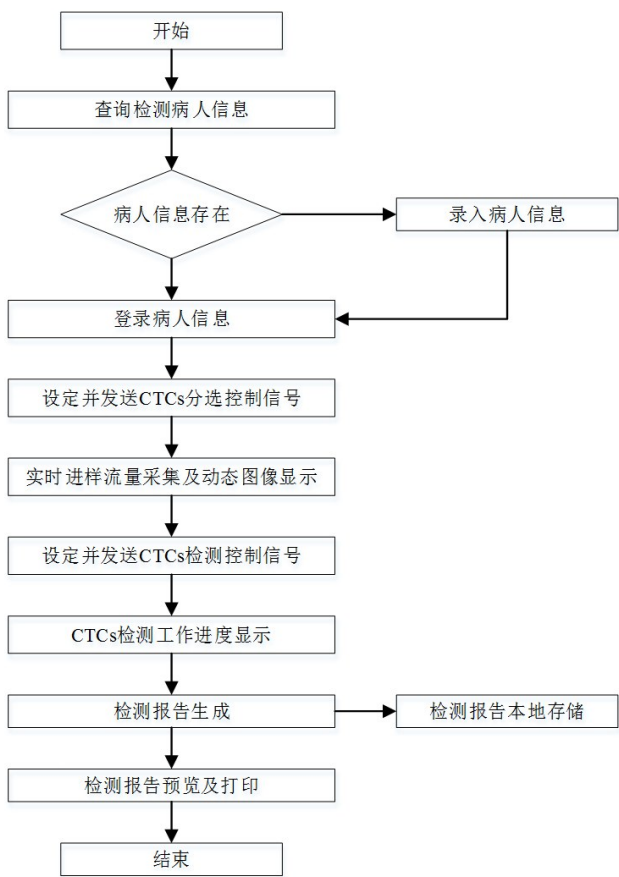 开始
查询检测病人信息
病人信息存在
录入病人信息
登录病人信息
设定并发送CTCs分选控制信号
实时进样流量采集及动态图像显示
设定并发送CTCs检测控制信号
CTCs检测工作进度显示
检测报告生成
检测报告本地存储
检测报告预览及打印
结束